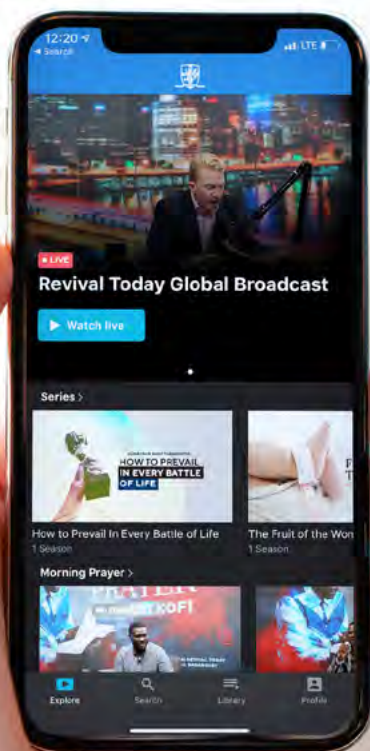 12:20
Search
LTE
LIVE
Revival Today Global Broadcast
Watch live
Series >
HOW TO PREVAIL
IN EVERY BATTLE
OF LIFE
How to Prevail In Every Battle of Life
1 Season
The Fruit of the Wom
1 Season
Morning Prayer >
PRAYER
KOFI
Explore
Search
Library
Profile